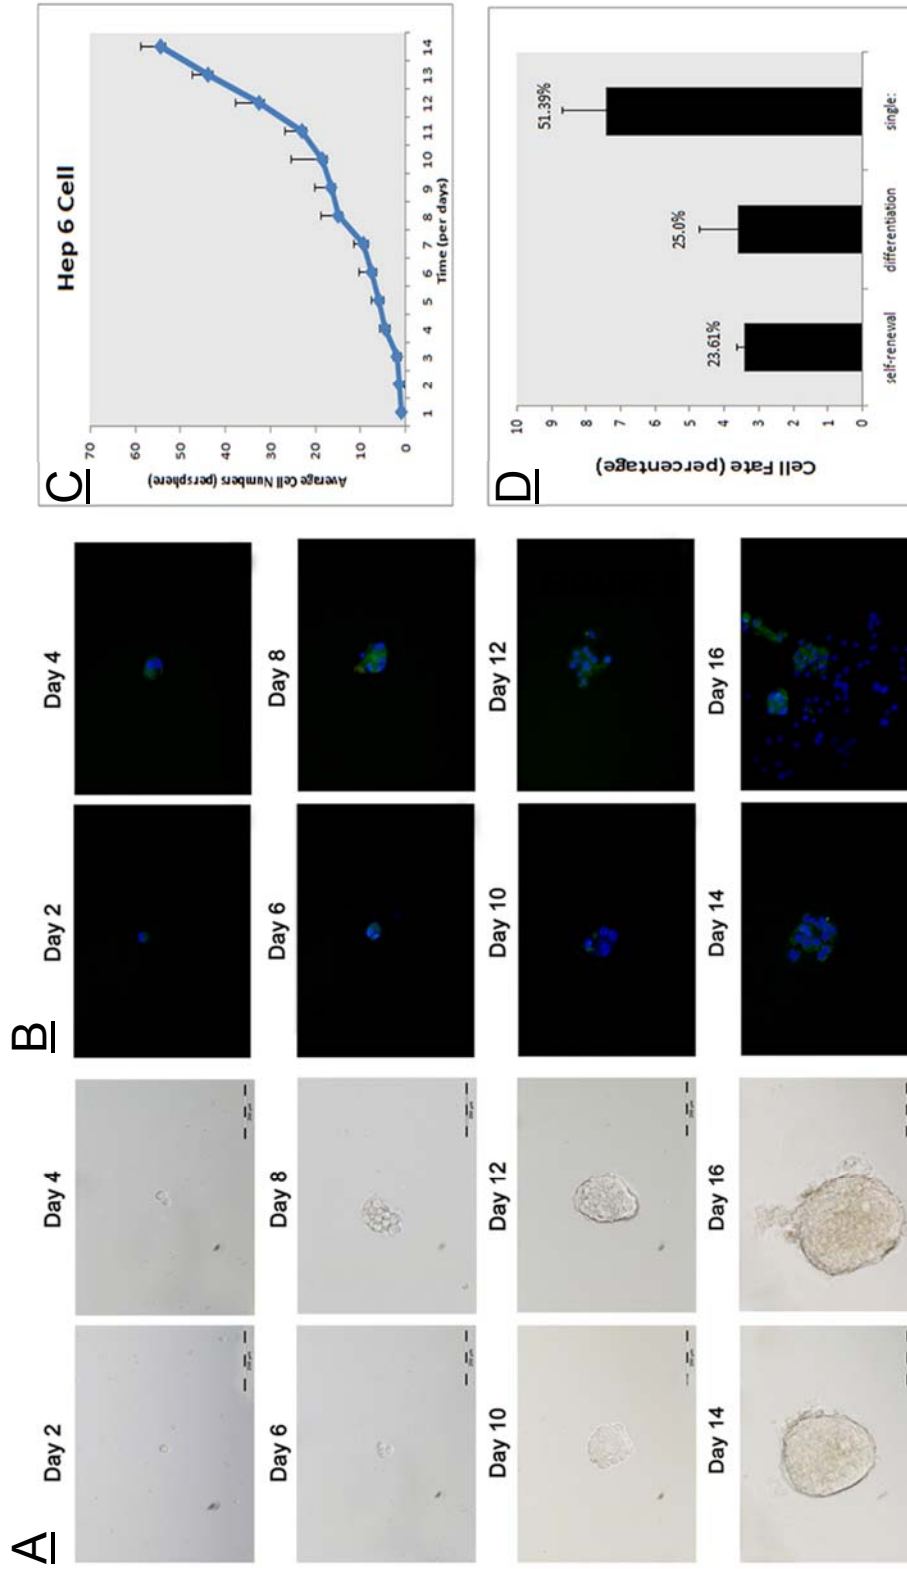 A
Day 2
Day 4
Day 6
Day 8
Day 10
Day 12
Day 14
Day 16
B
Day 2
Day 4
Day 6
Day 8
Day 10
Day 12
Day 14
Day 16
C
Hep 6 Cell
Average Cell Numbers (persphere)
70
60
50
40
30
20
10
0
1 2 3 4 5 6 7 8 9 10 11 12 13 14
Time (per days)
D
Cell Fate (percentage)
10
9
8
7
6
5
4
3
2
1
0
23.61%
25.0%
51.39%
self-renewal
differentiation
single: